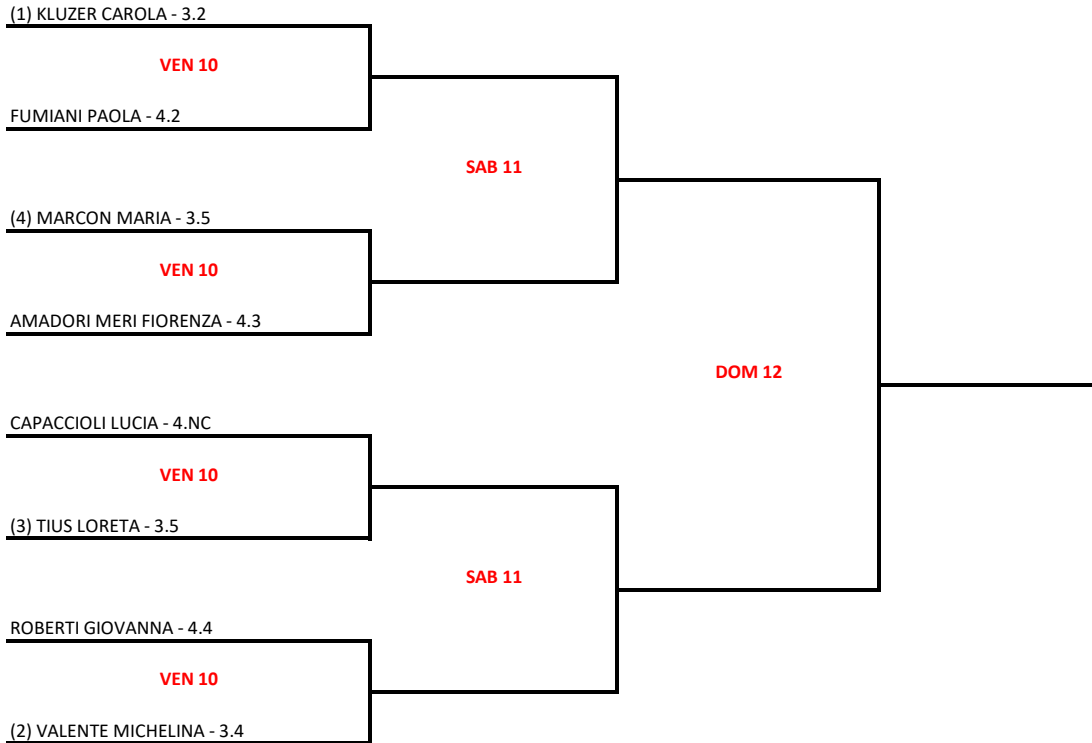 (1) KLUZER CAROLA - 3.2
VEN 10
FUMIANI PAOLA - 4.2
SAB 11
(4) MARCON MARIA - 3.5
VEN 10
AMADORI MERI FIORENZA - 4.3
DOM 12
CAPACCIOLI LUCIA - 4.NC
VEN 10
(3) TIUS LORETA - 3.5
SAB 11
ROBERTI GIOVANNA - 4.4
VEN 10
(2) VALENTE MICHELINA - 3.4